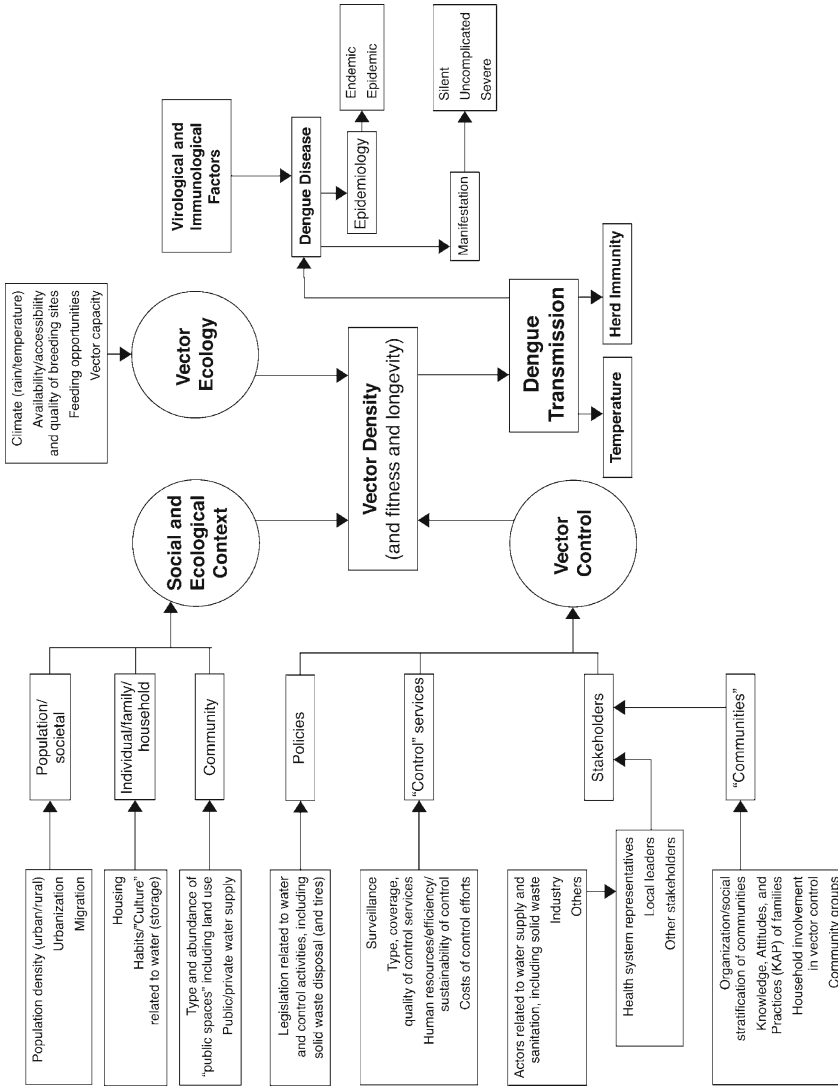 Population density (urban/rural)
Urbanization
Migration
Housing
Habits/"Culture"
related to water (storage)
Type and abundance of
"public spaces" including land use
Public/private water supply
Legislation related to water
and control activities, including
solid waste disposal (and tires)
Surveillance
Type, coverage,
quality of control services
Human resources/efficiency/
sustainability of control
Costs of control efforts
Actors related to water supply and
sanitation, including solid waste
Industry
Others
Health system representatives
Local leaders
Other stakeholders
Organization/social
stratification of communities
Knowledge, Attitudes, and
Practices (KAP) of families
Household involvement
in vector control
Community groups
Population/
societal
Individual/family/
household
Community
Policies
"Control" services
Stakeholders
"Communities"
Social and
Ecological
Context
Vector
Control
Climate (rain/temperature)
Availability/accessibility
and quality of breeding sites
Feeding opportunities
Vector capacity
Vector
Ecology
Vector Density
(and fitness and longevity)
Dengue
Transmission
Temperature
Herd Immunity
Virological and
Immunological
Factors
Dengue Disease
Epidemiology
Endemic
Epidemic
Manifestation
Silent
Uncomplicated
Severe